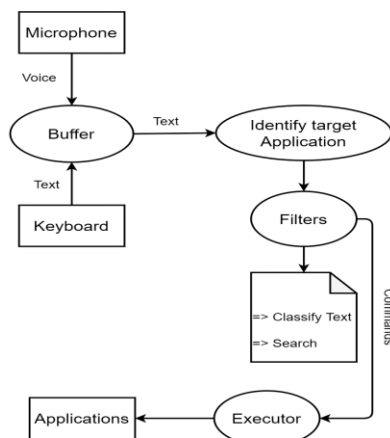 Microphone
Voice
Buffer
Text
Identify target
Application
Text
Keyboard
Filters
=> Classify Text
=> Search
Commands
Applications
Executor